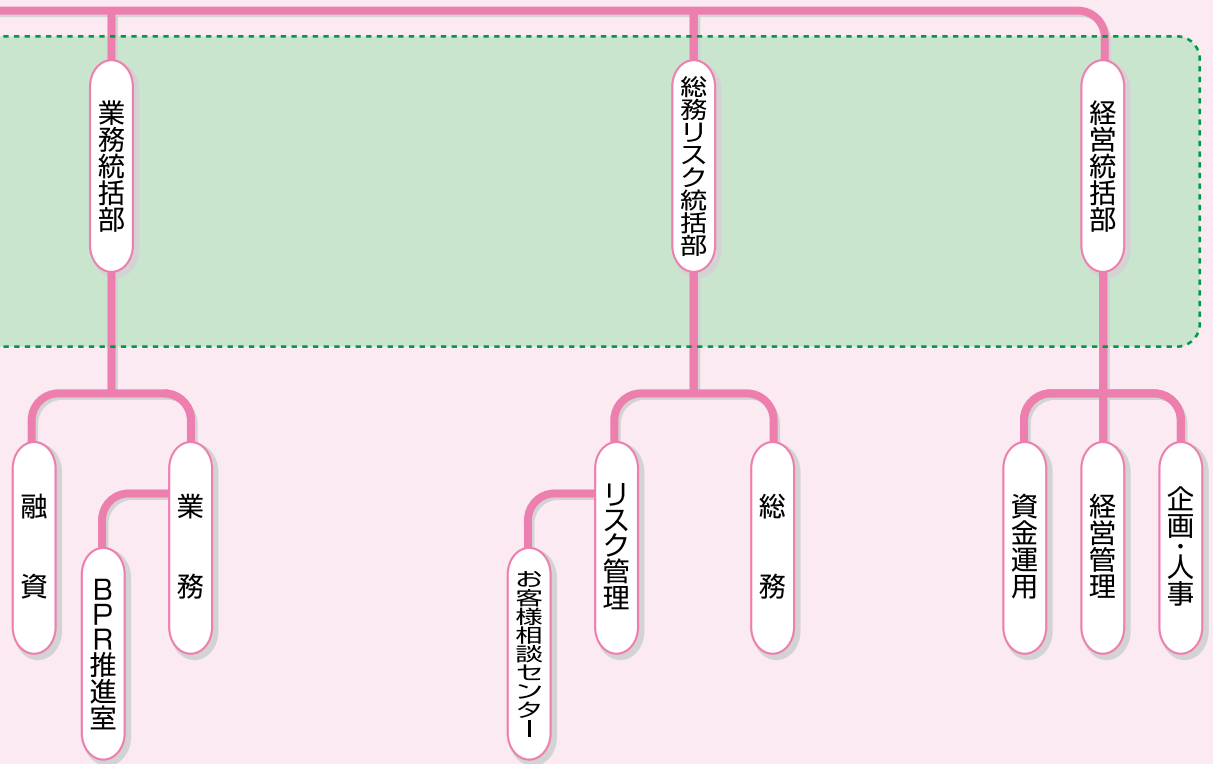 業務統括部
総務リスク統括部
経営統括部
融資
業務
BPR推進室
リスク管理
お客様相談センター
総務
資金運用
経営管理
企画・人事